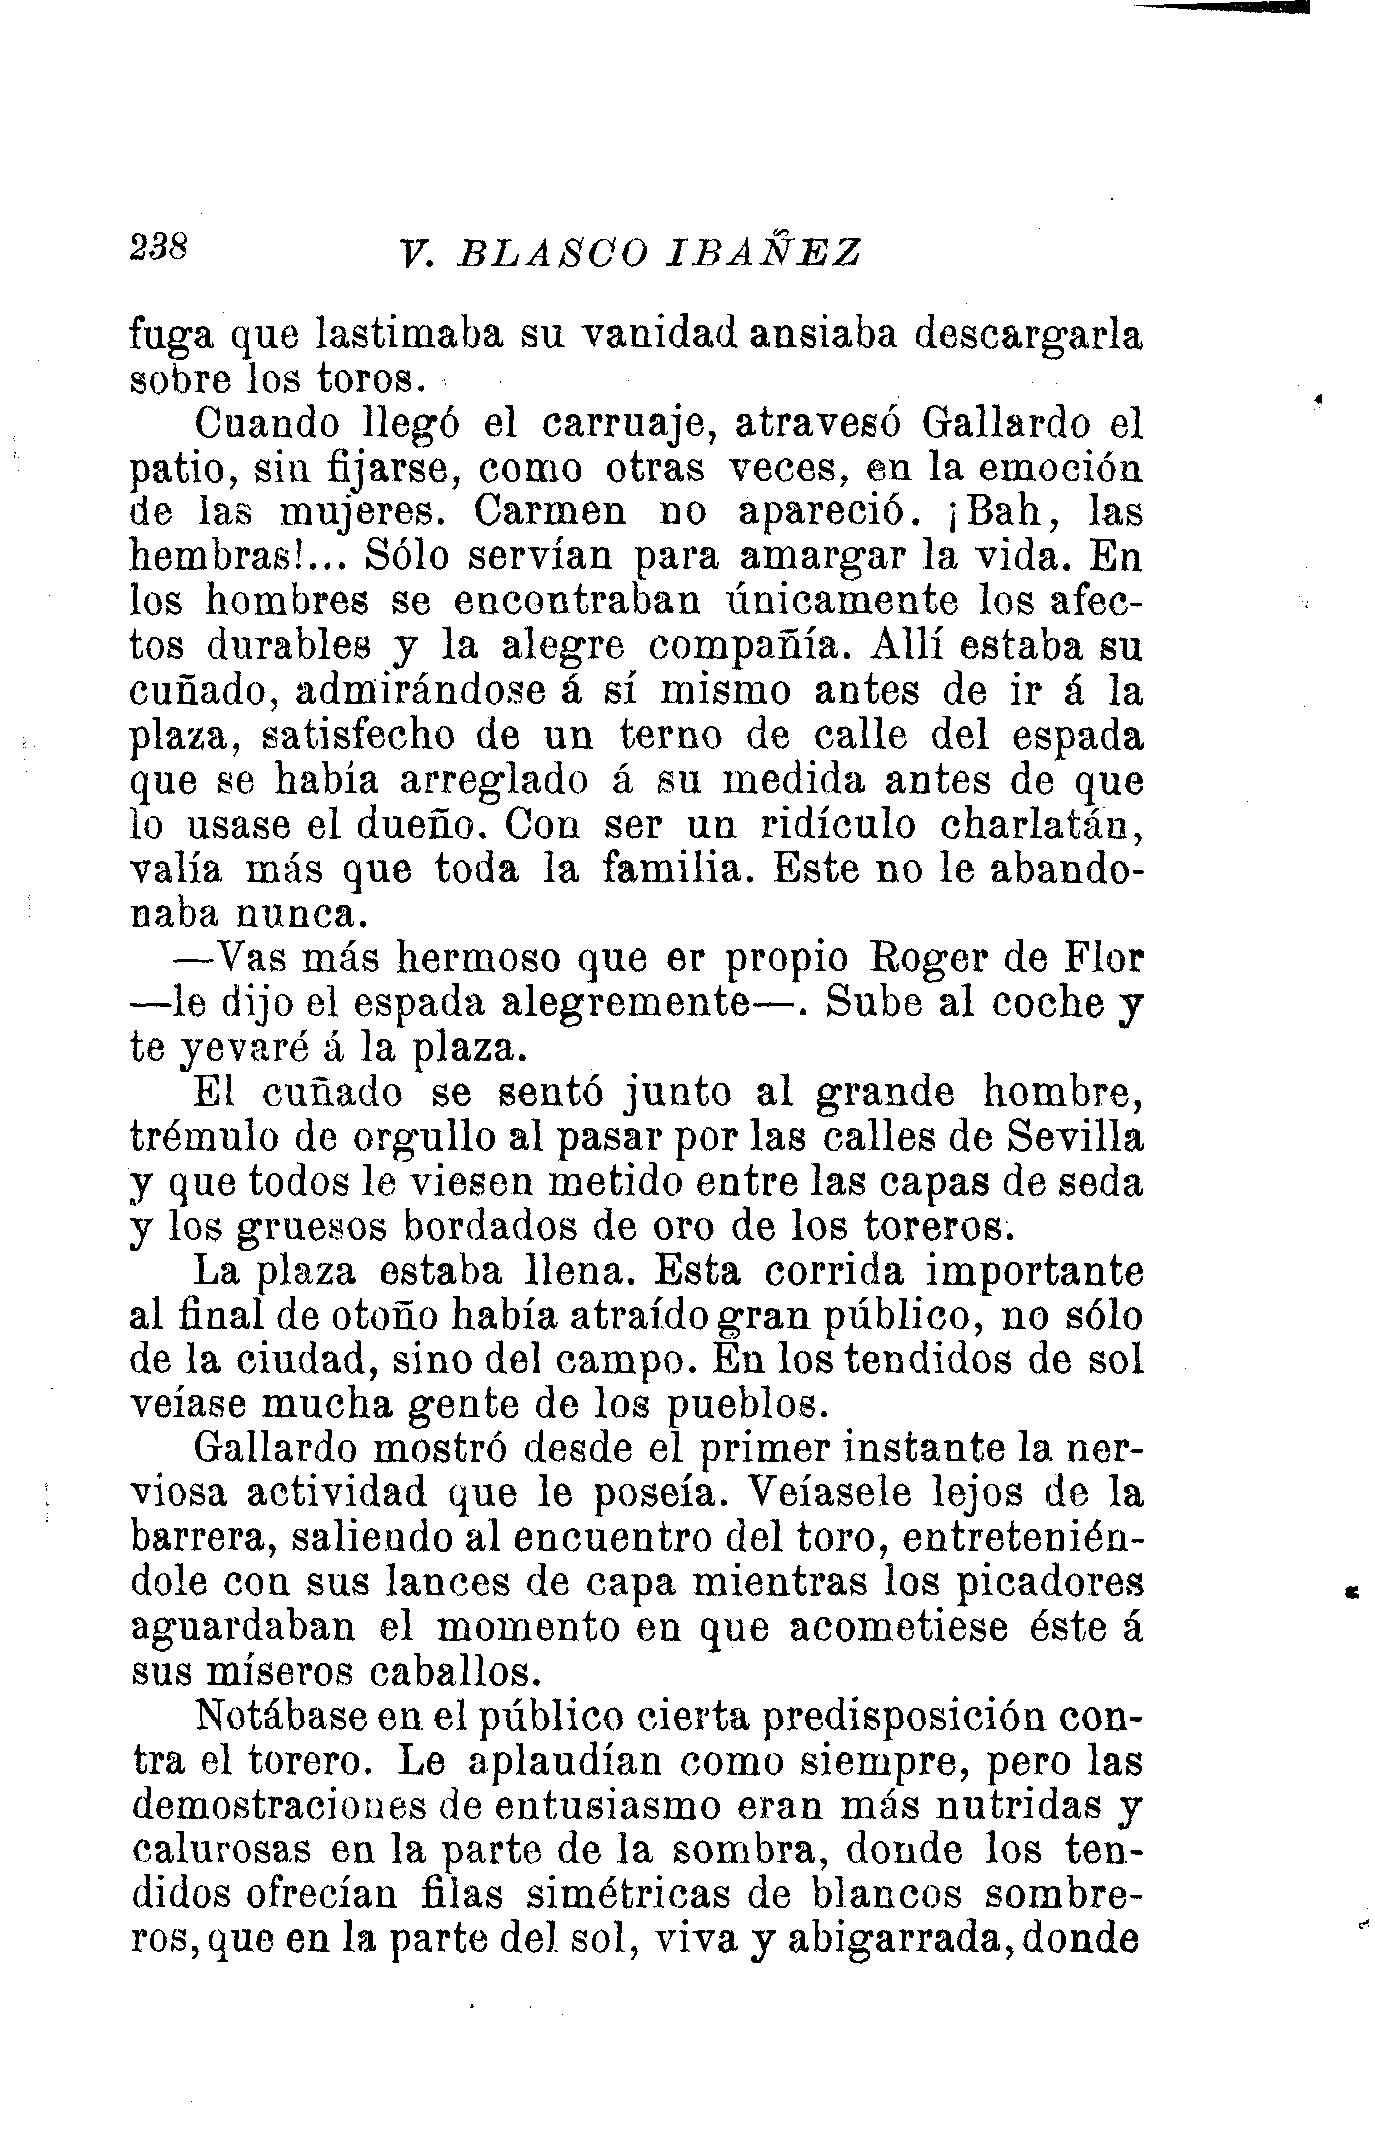 238 V. BLASCO IBAÑEZ
fuga que lastimaba su vanidad ansiaba descargarla
sobre los toros.
Cuando llegó el carruaje, atravesó Gallardo el
patio, sin fijarse, como otras veces, en la emoción
de las mujeres. Carmen no apareció. ¡Bah, las
hembras!... Sólo servían para amargar la vida. En
los hombres se encontraban únicamente los afec-
tos durables y la alegre compañía. Allí estaba su
cuñado, admirándose á sí mismo antes de ir á la
plaza, satisfecho de un terno de calle del espada
que se había arreglado á su medida antes de que
lo usase el dueño. Con ser un ridículo charlatán,
valía más que toda la familia. Este no le abando-
naba nunca.
—Vas más hermoso que er propio Roger de Flor
—le dijo el espada alegremente—. Sube al coche y
te yevaré á la plaza.
El cuñado se sentó junto al grande hombre,
trémulo de orgullo al pasar por las calles de Sevilla
y que todos le viesen metido entre las capas de seda
y los gruesos bordados de oro de los toreros.
La plaza estaba llena. Esta corrida importante
al final de otoño había atraído gran público, no sólo
de la ciudad, sino del campo. En los tendidos de sol
veíase mucha gente de los pueblos.
Gallardo mostró desde el primer instante la ner-
viosa actividad que le poseía. Veíasele lejos de la
barrera, saliendo al encuentro del toro, entretenién-
dole con sus lances de capa mientras los picadores
aguardaban el momento en que acometiese éste á
sus míseros caballos.
Notábase en el público cierta predisposición con-
tra el torero. Le aplaudían como siempre, pero las
demostraciones de entusiasmo eran más nutridas y
calurosas en la parte de la sombra, donde los ten-
didos ofrecían filas simétricas de blancos sombre-
ros, que en la parte del sol, viva y abigarrada, donde